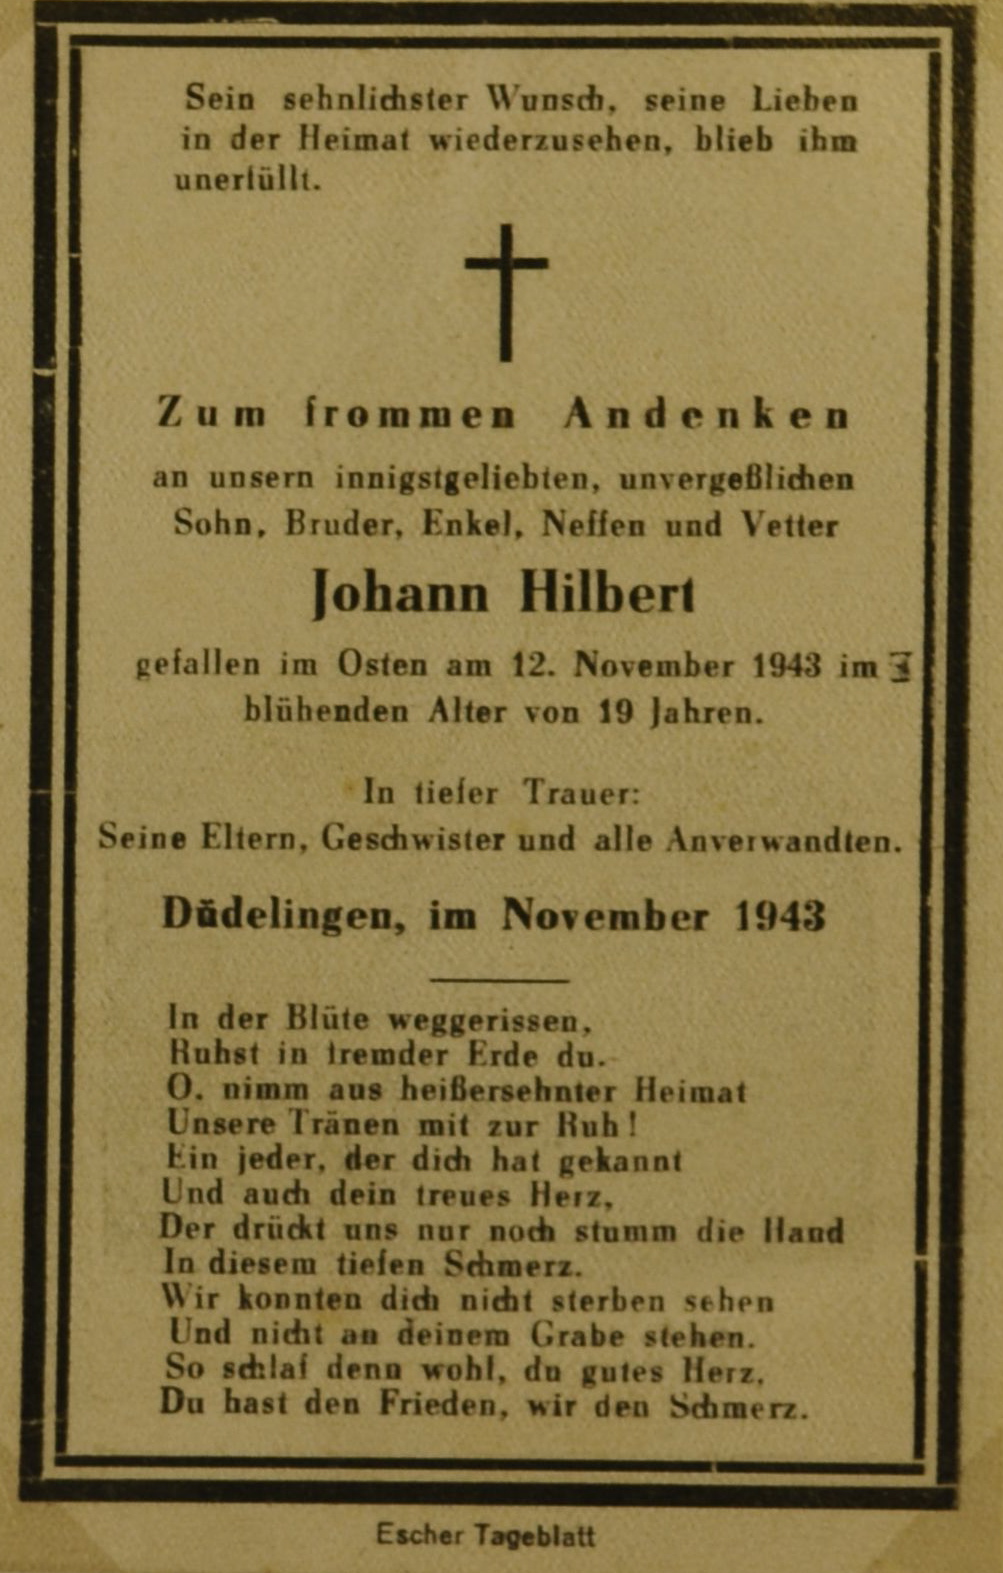 Sein sehnlichster Wunsch, seine Lieben
in der Heimat wiederzusehen, blieb ihm
unerfüllt.
Zum frommen Andenken
an unsern innigstgeliebten, unvergeßlichen
Sohn, Bruder, Enkel, Neffen und Vetter
Johann Hilbert
gefallen im Osten am 12. November 1943 im
blühenden Alter von 19 Jahren.
In tiefer Trauer:
Seine Eltern, Geschwister und alle Anverwandten.
Düdelingen, im November 1943
In der Blüte weggerissen,
Ruhst in fremder Erde du.
O, nimm aus heißersehnter Heimat
Unsere Tränen mit zur Ruh!
Ein jeder, der dich hat gekannt
Und auch dein treues Herz,
Der drückt uns nur noch stumm die Hand
In diesem tiefen Schmerz.
Wir konnten dich nicht sterben sehen
Und nicht an deinem Grabe stehen.
So schlaf denn wohl, du gutes Herz,
Du hast den Frieden, wir den Schmerz.
Escher Tageblatt